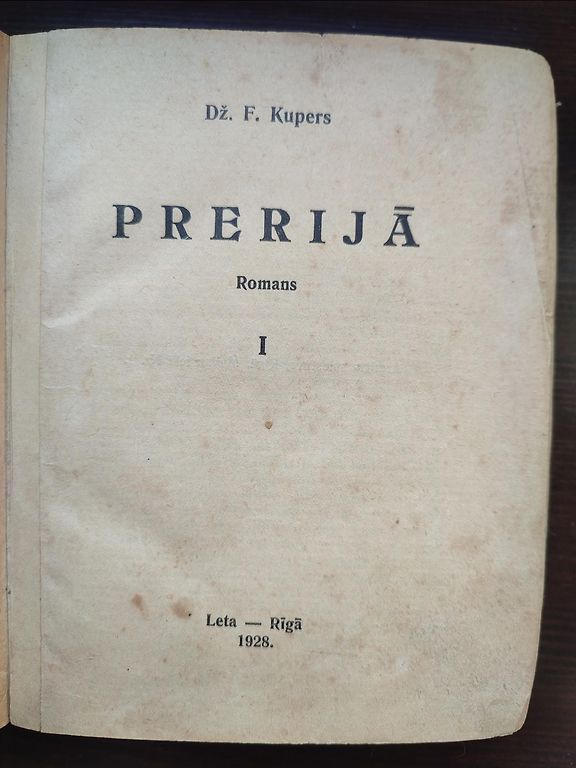 Dž. F. Kupers
PRERIJĀ
Romans
I
Leta — Rīgā
1928.